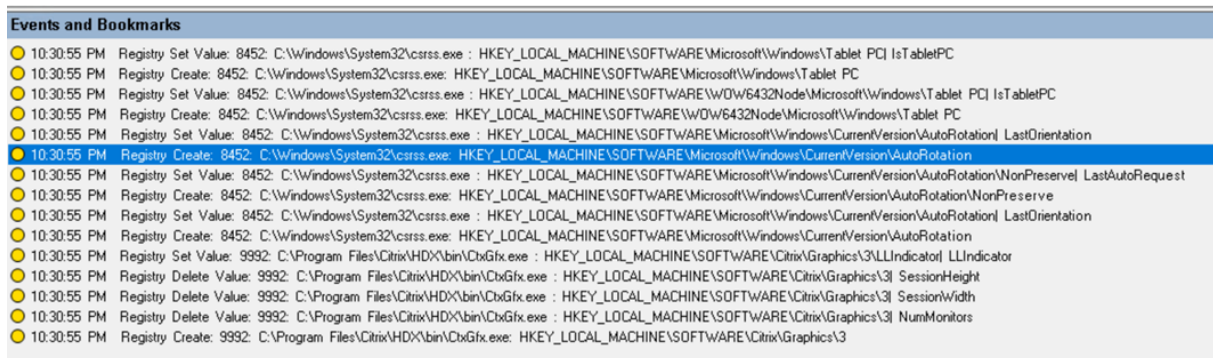 Events and Bookmarks
10:30:55 PM Registry Set Value: 8452: C:\Windows\System32\csrss.exe : HKEY_LOCAL_MACHINE\SOFTWARE\Microsoft\Windows\Tablet PC| IsTabletPC
10:30:55 PM Registry Create: 8452: C:\Windows\System32\csrss.exe: HKEY_LOCAL_MACHINE\SOFTWARE\Microsoft\Windows\Tablet PC
10:30:55 PM Registry Set Value: 8452: C:\Windows\System32\csrss.exe : HKEY_LOCAL_MACHINE\SOFTWARE\WOW6432Node\Microsoft\Windows\Tablet PC| IsTabletPC
10:30:55 PM Registry Create: 8452: C:\Windows\System32\csrss.exe: HKEY_LOCAL_MACHINE\SOFTWARE\WOW6432Node\Microsoft\Windows\Tablet PC
10:30:55 PM Registry Set Value: 8452: C:\Windows\System32\csrss.exe : HKEY_LOCAL_MACHINE\SOFTWARE\Microsoft\Windows\CurrentVersion\AutoRotation| LastOrientation
10:30:55 PM Registry Create: 8452: C:\Windows\System32\csrss.exe: HKEY_LOCAL_MACHINE\SOFTWARE\Microsoft\Windows\CurrentVersion\AutoRotation
10:30:55 PM Registry Set Value: 8452: C:\Windows\System32\csrss.exe : HKEY_LOCAL_MACHINE\SOFTWARE\Microsoft\Windows\CurrentVersion\AutoRotation\NonPreserve| LastAutoRequest
10:30:55 PM Registry Create: 8452: C:\Windows\System32\csrss.exe: HKEY_LOCAL_MACHINE\SOFTWARE\Microsoft\Windows\CurrentVersion\AutoRotation\NonPreserve
10:30:55 PM Registry Set Value: 8452: C:\Windows\System32\csrss.exe : HKEY_LOCAL_MACHINE\SOFTWARE\Microsoft\Windows\CurrentVersion\AutoRotation| LastOrientation
10:30:55 PM Registry Create: 8452: C:\Windows\System32\csrss.exe: HKEY_LOCAL_MACHINE\SOFTWARE\Microsoft\Windows\CurrentVersion\AutoRotation
10:30:55 PM Registry Set Value: 9992: C:\Program Files\Citrix\HDX\bin\CtxGfx.exe : HKEY_LOCAL_MACHINE\SOFTWARE\Citrix\Graphics\3\LLIndicator| LLIndicator
10:30:55 PM Registry Delete Value: 9992: C:\Program Files\Citrix\HDX\bin\CtxGfx.exe : HKEY_LOCAL_MACHINE\SOFTWARE\Citrix\Graphics\3| SessionHeight
10:30:55 PM Registry Delete Value: 9992: C:\Program Files\Citrix\HDX\bin\CtxGfx.exe : HKEY_LOCAL_MACHINE\SOFTWARE\Citrix\Graphics\3| SessionWidth
10:30:55 PM Registry Delete Value: 9992: C:\Program Files\Citrix\HDX\bin\CtxGfx.exe : HKEY_LOCAL_MACHINE\SOFTWARE\Citrix\Graphics\3| NumMonitors
10:30:55 PM Registry Create: 9992: C:\Program Files\Citrix\HDX\bin\CtxGfx.exe: HKEY_LOCAL_MACHINE\SOFTWARE\Citrix\Graphics\3